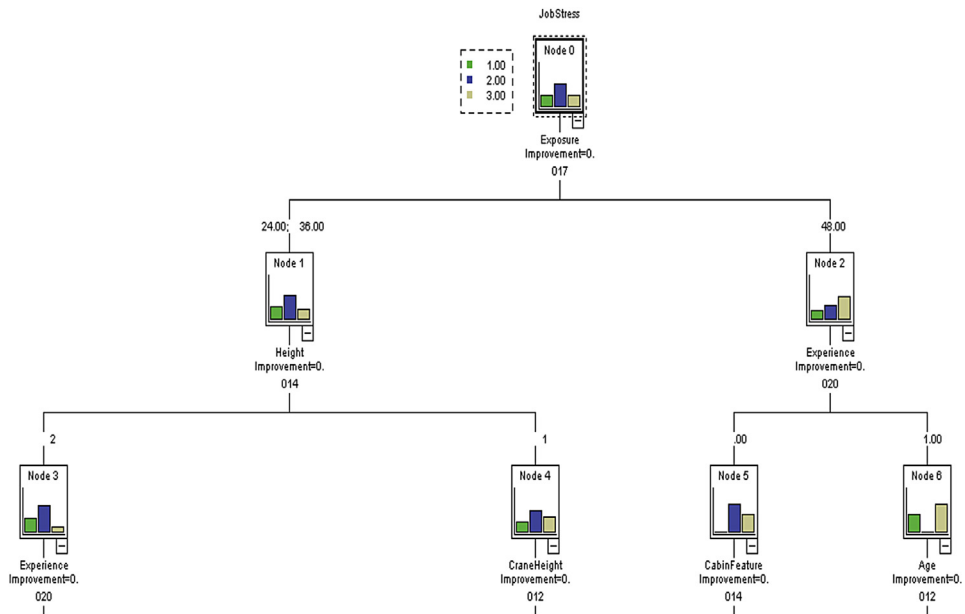 JobStress
Node 0
1.00
2.00
3.00
Exposure
Improvement=0.
017
24.00; 36.00
48.00
Node 1
Node 2
Height
Improvement=0.
014
Experience
Improvement=0.
020
2
1
.00
1.00
Node 3
Node 4
Node 5
Node 6
Experience
Improvement=0.
020
CraneHeight
Improvement=0.
012
CabinFeature
Improvement=0.
014
Age
Improvement=0.
012